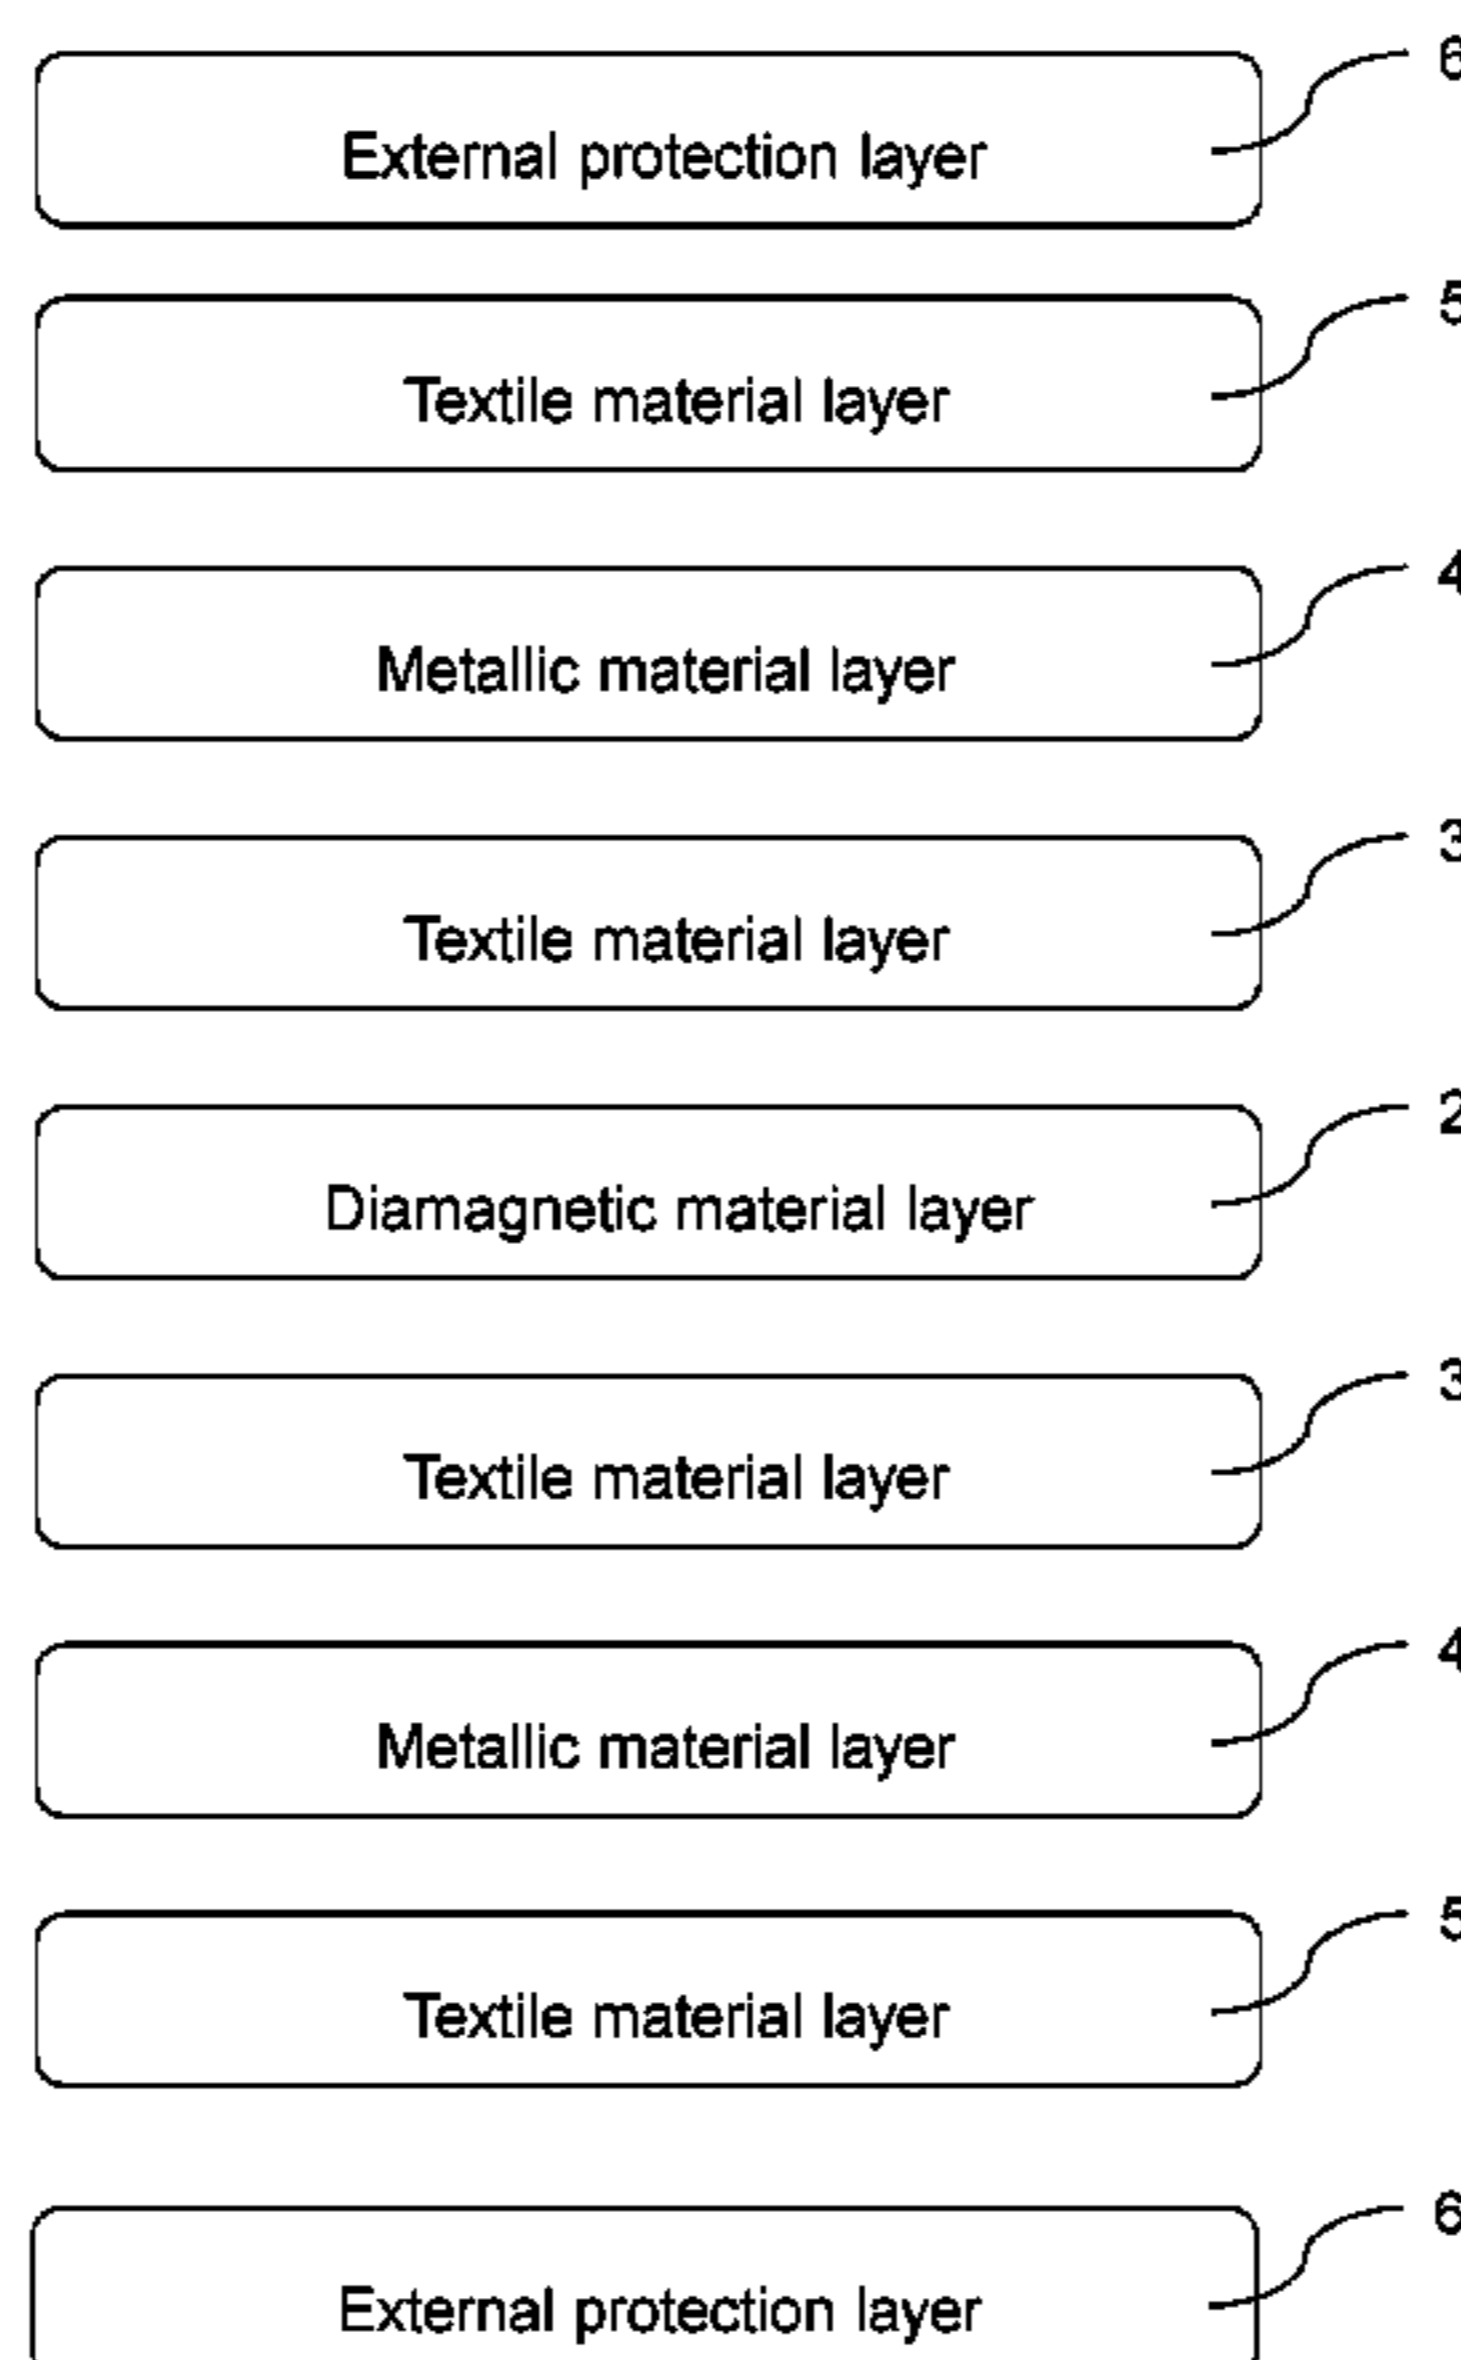 6
External protection layer
5
Textile material layer
4
Metallic material layer
3
Textile material layer
2
Diamagnetic material layer
3
Textile material layer
4
Metallic material layer
5
Textile material layer
6
External protection layer